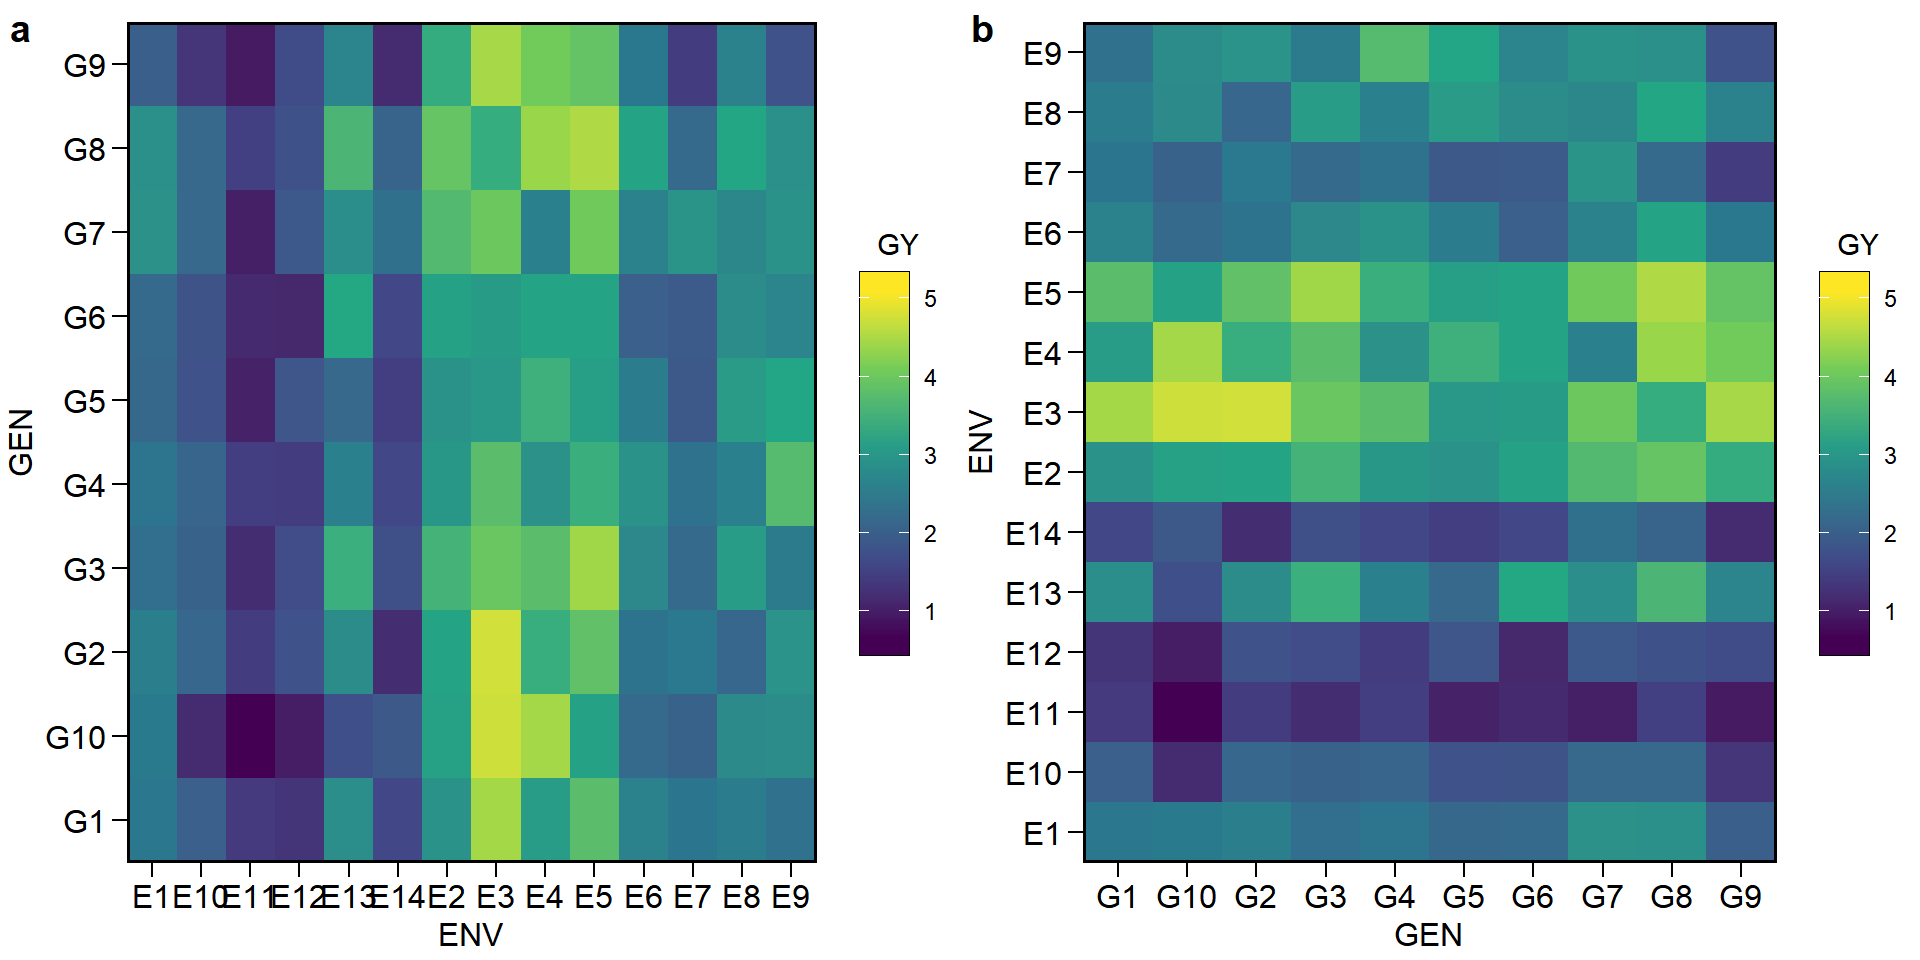 a
GEN
G9
G8
G7
G6
G5
G4
G3
G2
G10
G1
E1 E10 E11 E12 E13 E14 E2 E3 E4 E5 E6 E7 E8 E9
ENV
GY
5
4
3
2
1
b
ENV
E9
E8
E7
E6
E5
E4
E3
E2
E14
E13
E12
E11
E10
E1
G1 G10 G2 G3 G4 G5 G6 G7 G8 G9
GEN
GY
5
4
3
2
1